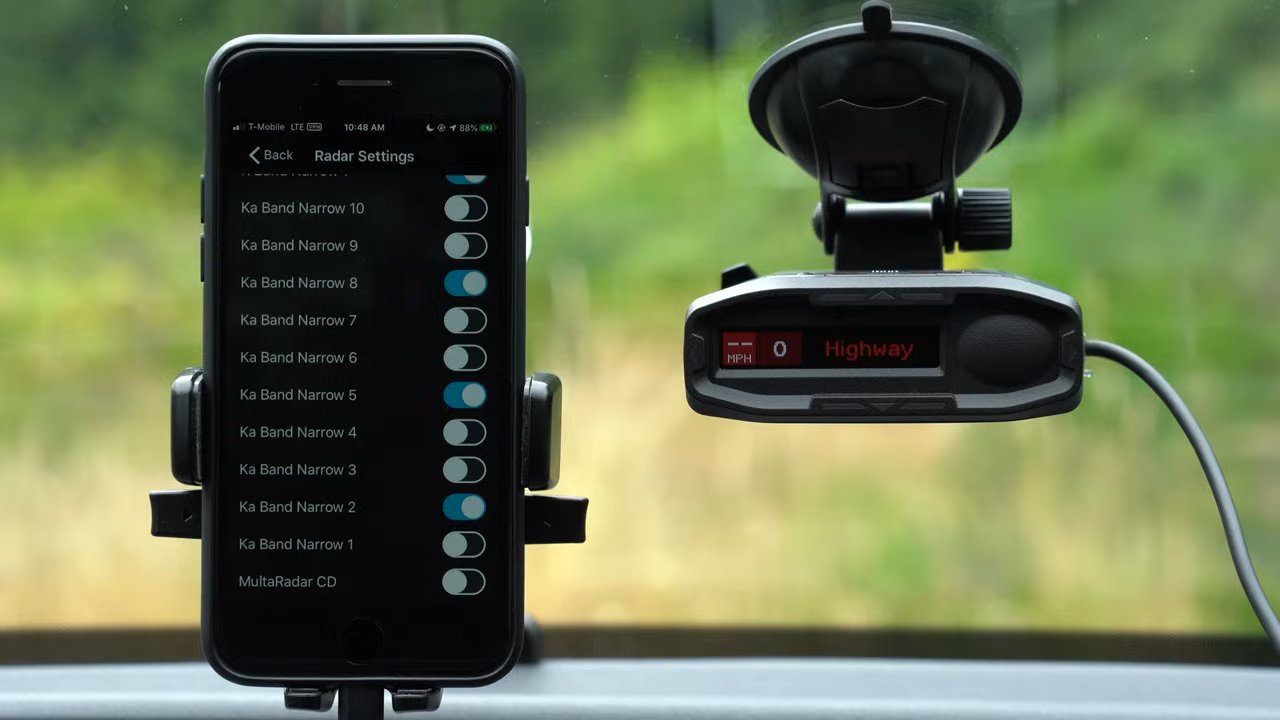 T-Mobile LTE VPN 10:48 AM 88%
Back Radar Settings
Ka Band Narrow 10
Ka Band Narrow 9
Ka Band Narrow 8
Ka Band Narrow 7
Ka Band Narrow 6
Ka Band Narrow 5
Ka Band Narrow 4
Ka Band Narrow 3
Ka Band Narrow 2
Ka Band Narrow 1
MultaRadar CD
-- 0 Highway
MPH